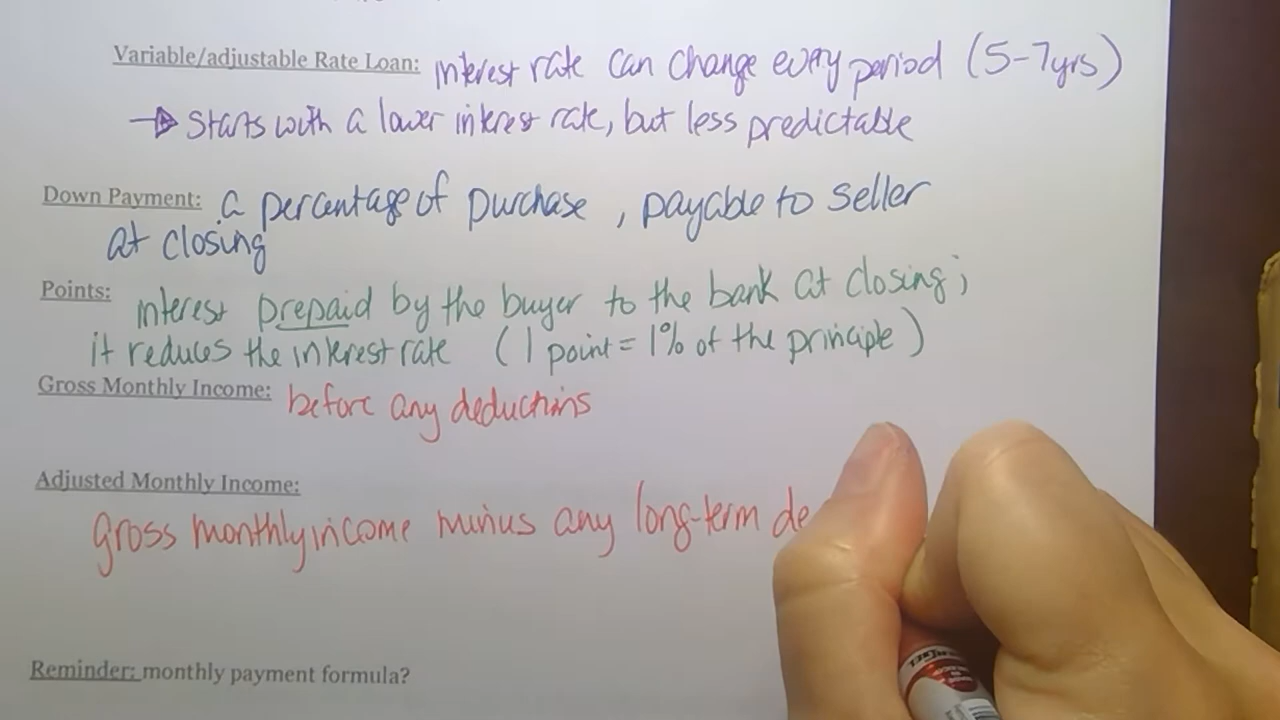 Variable/adjustable Rate Loan: interest rate can change every period (5-7yrs)
→ Starts with a lower interest rate, but less predictable
Down Payment: a percentage of purchase , payable to seller
at closing
Points: interest prepaid by the buyer to the bank at closing;
it reduces the interest rate (1 point = 1% of the principle)
Gross Monthly Income: before any deductions
Adjusted Monthly Income:
gross monthly income minus any long-term de
Reminder: monthly payment formula?